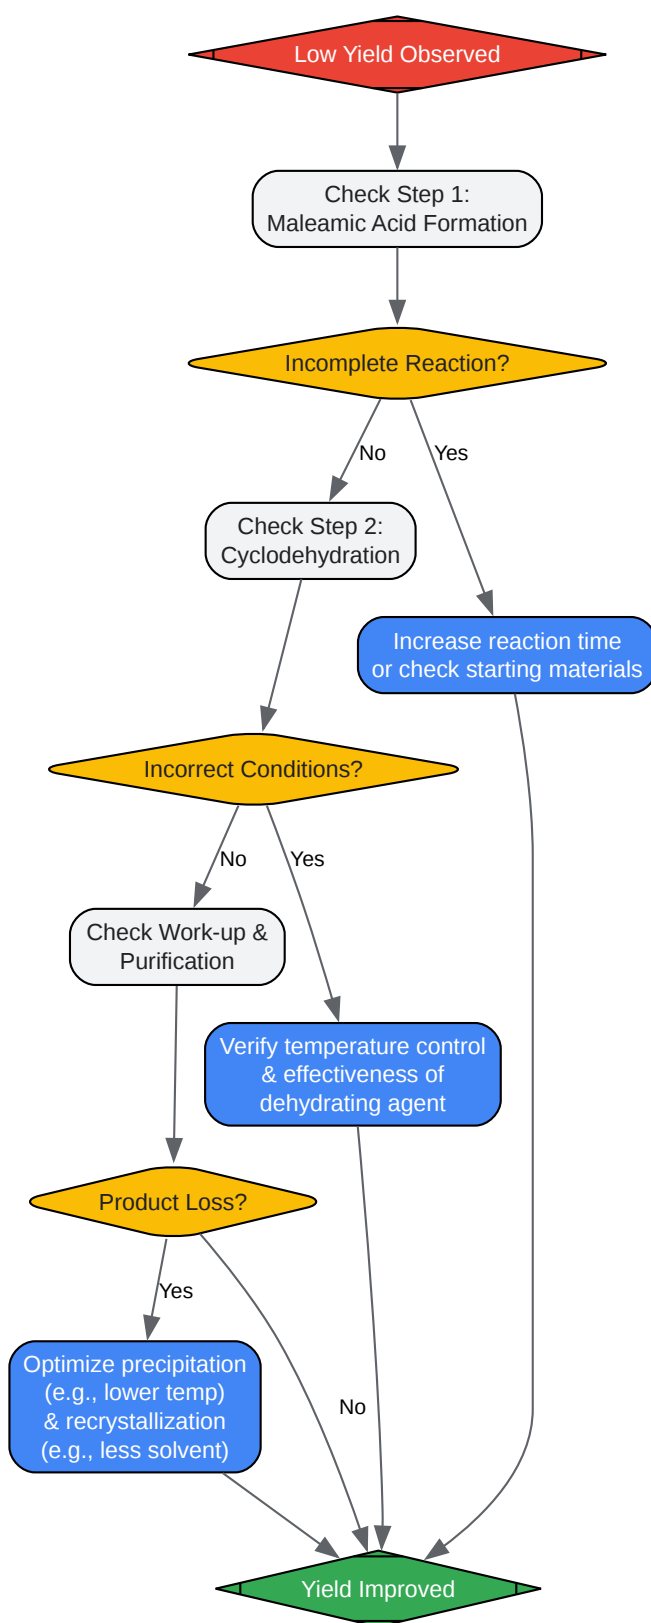 Low Yield Observed
Check Step 1:
Maleamic Acid Formation
Incomplete Reaction?
No
Yes
Check Step 2:
Cyclodehydration
Increase reaction time
or check starting materials
Incorrect Conditions?
No
Yes
Check Work-up &
Purification
Verify temperature control
& effectiveness of
dehydrating agent
Product Loss?
Yes
Optimize precipitation
(e.g., lower temp)
& recrystallization
(e.g., less solvent)
No
Yield Improved